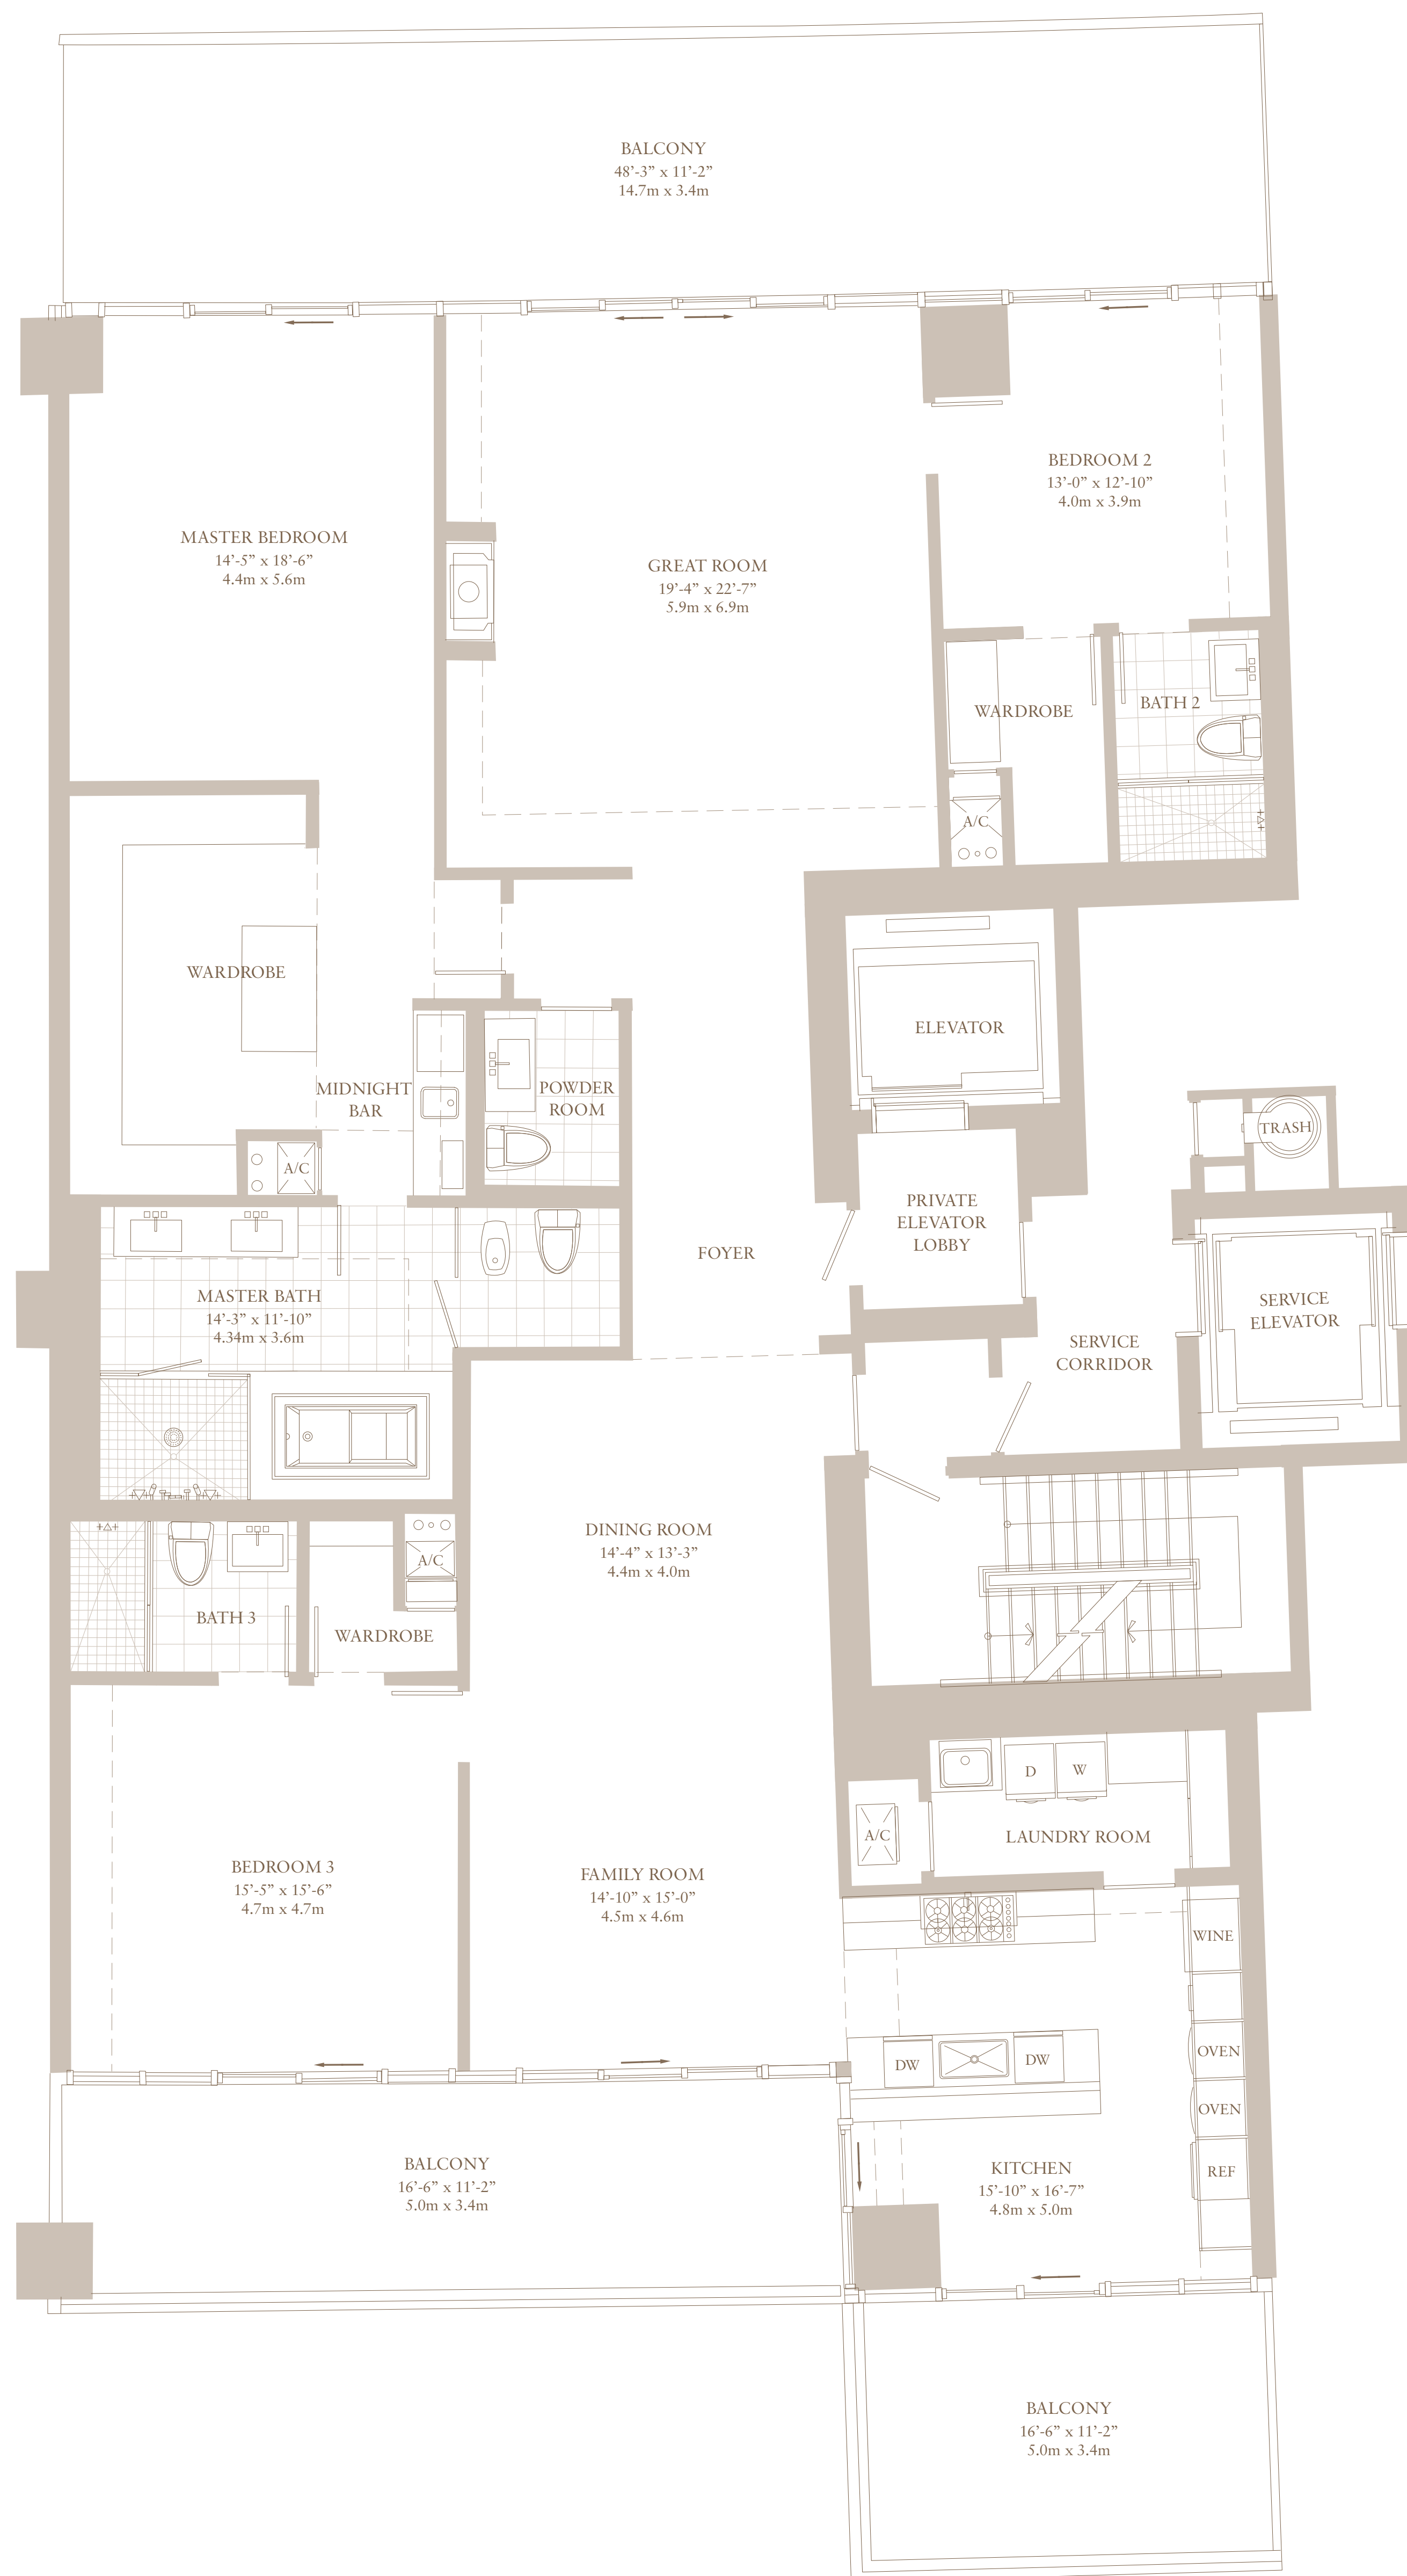 BALCONY
48’-3” x 11’-2”
14.7m x 3.4m
BEDROOM 2
13’-0” x 12’-10”
4.0m x 3.9m
MASTER BEDROOM
14’-5” x 18’-6”
4.4m x 5.6m
GREAT ROOM
19’-4” x 22’-7”
5.9m x 6.9m
WARDROBE
BATH 2
A/C
WARDROBE
ELEVATOR
MIDNIGHT
BAR
POWDER
ROOM
TRASH
A/C
PRIVATE
ELEVATOR
LOBBY
FOYER
MASTER BATH
14’-3” x 11’-10”
4.34m x 3.6m
SERVICE
ELEVATOR
SERVICE
CORRIDOR
DINING ROOM
14’-4” x 13’-3”
4.4m x 4.0m
A/C
BATH 3
WARDROBE
D
W
A/C
LAUNDRY ROOM
BEDROOM 3
15’-5” x 15’-6”
4.7m x 4.7m
FAMILY ROOM
14’-10” x 15’-0”
4.5m x 4.6m
WINE
DW
DW
OVEN
OVEN
REF
BALCONY
16’-6” x 11’-2”
5.0m x 3.4m
KITCHEN
15’-10” x 16’-7”
4.8m x 5.0m
BALCONY
16’-6” x 11’-2”
5.0m x 3.4m